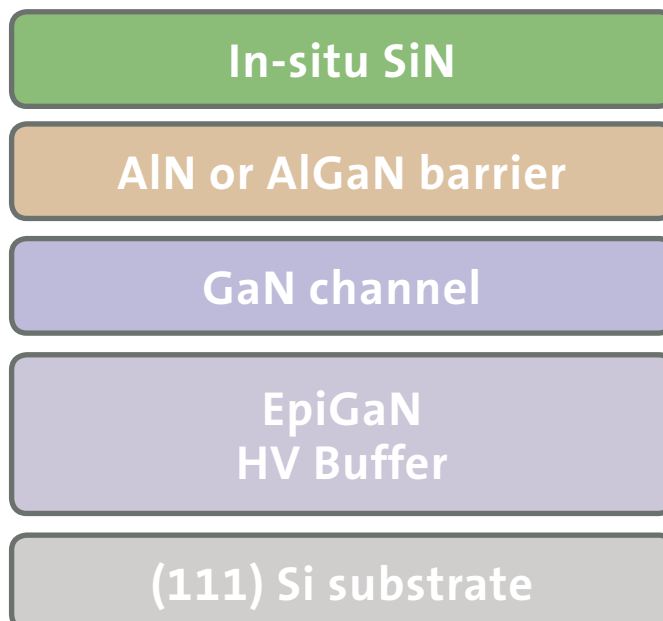 In-situ SiN
AlN or AlGaN barrier
GaN channel
EpiGaN
HV Buffer
(111) Si substrate